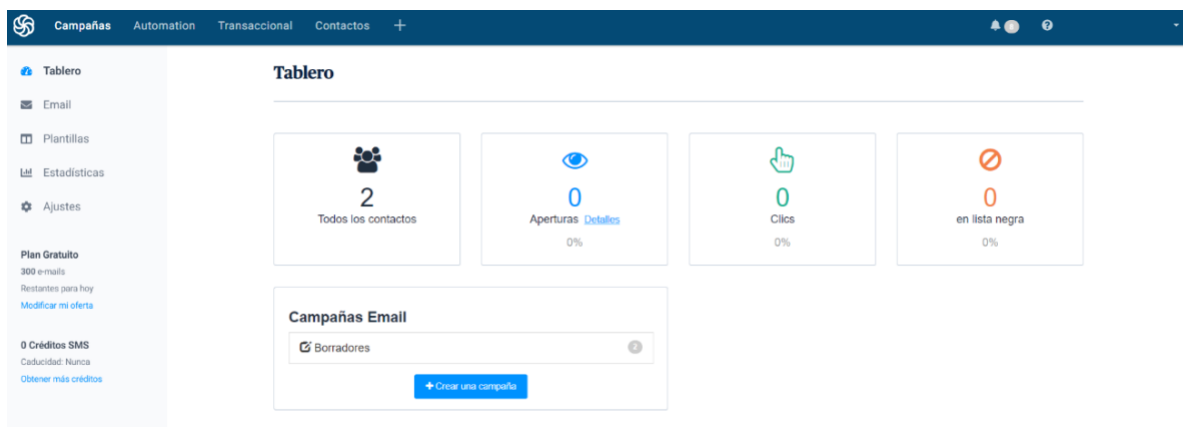 Campañas Automation Transaccional Contactos +
Tablero
Email
Plantillas
Estadísticas
Ajustes
Plan Gratuito
300 e-mails
Restantes para hoy
Modificar mi oferta
0 Créditos SMS
Caducidad: Nunca
Obtener más créditos
Tablero
2
Todos los contactos
0
Aperturas Detalles
0%
0
Clics
0%
0
en lista negra
0%
Campañas Email
Borradores 2
+ Crear una campaña